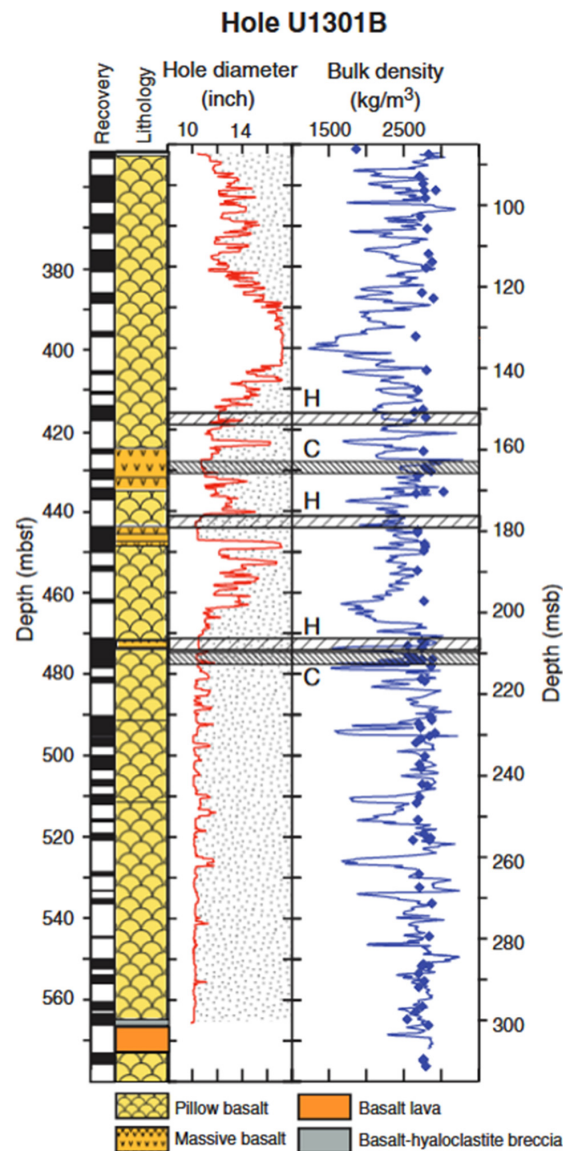 Hole U1301B
Recovery
Lithology
Hole diameter
(inch)
10 14
Bulk density
(kg/m³)
1500 2500
Depth (mbsf)
380
400
420
440
460
480
500
520
540
560
H
C
H
H
C
100
120
140
160
180
200
220
240
260
280
300
Depth (msb)
Pillow basalt
Basalt lava
Massive basalt
Basalt-hyaloclastite breccia